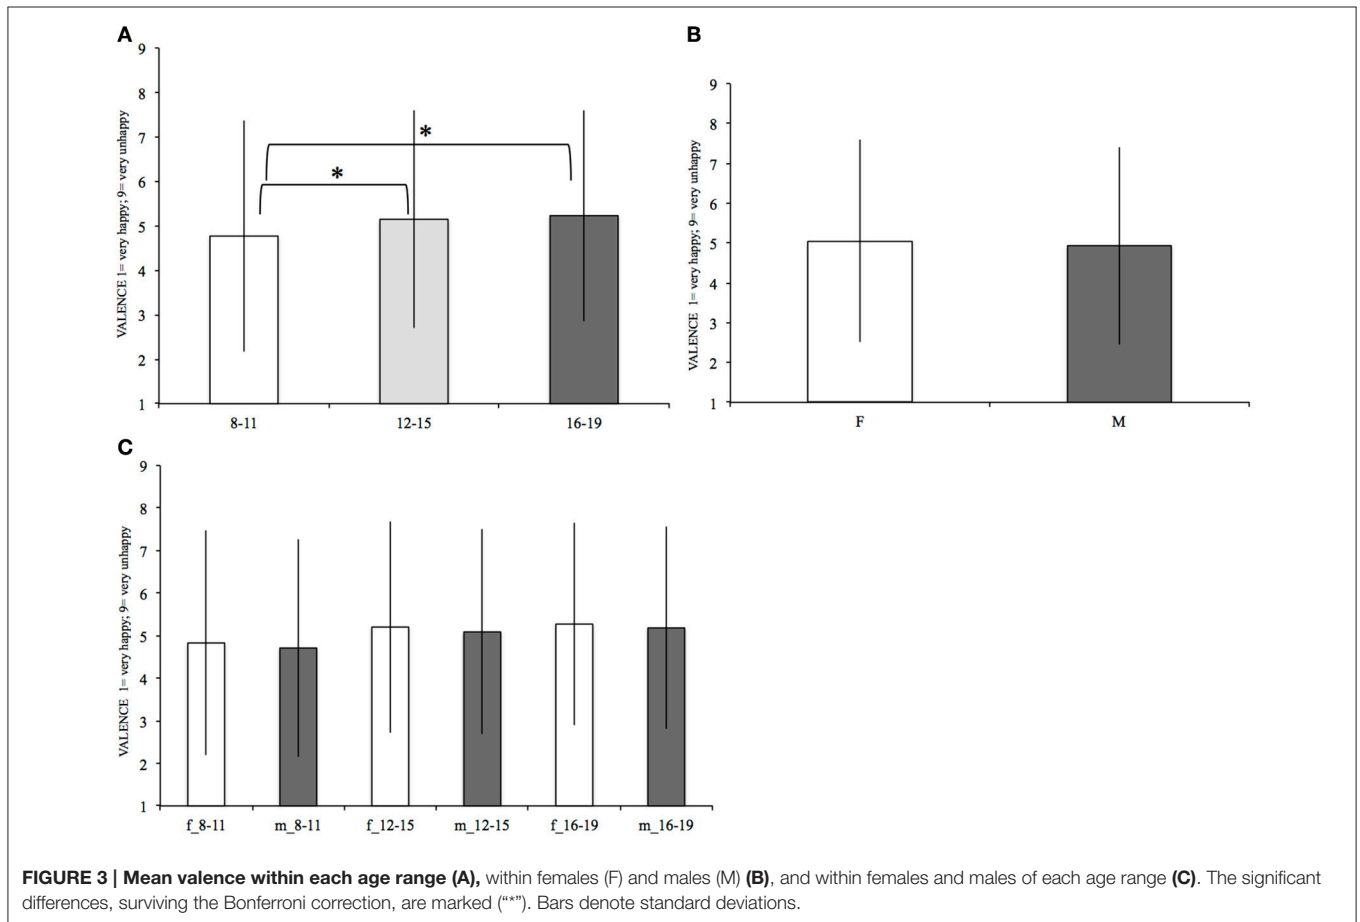 A
VALENCE 1= very happy; 9= very unhappy
9
8
7
6
5
4
3
2
1
*
*
8-11 12-15 16-19
B
VALENCE 1= very happy; 9= very unhappy
9
8
7
6
5
4
3
2
1
F M
C
VALENCE 1= very happy; 9= very unhappy
9
8
7
6
5
4
3
2
1
f_8-11 m_8-11 f_12-15 m_12-15 f_16-19 m_16-19
FIGURE 3 | Mean valence within each age range (A), within females (F) and males (M) (B), and within females and males of each age range (C). The significant
differences, surviving the Bonferroni correction, are marked (“*”). Bars denote standard deviations.